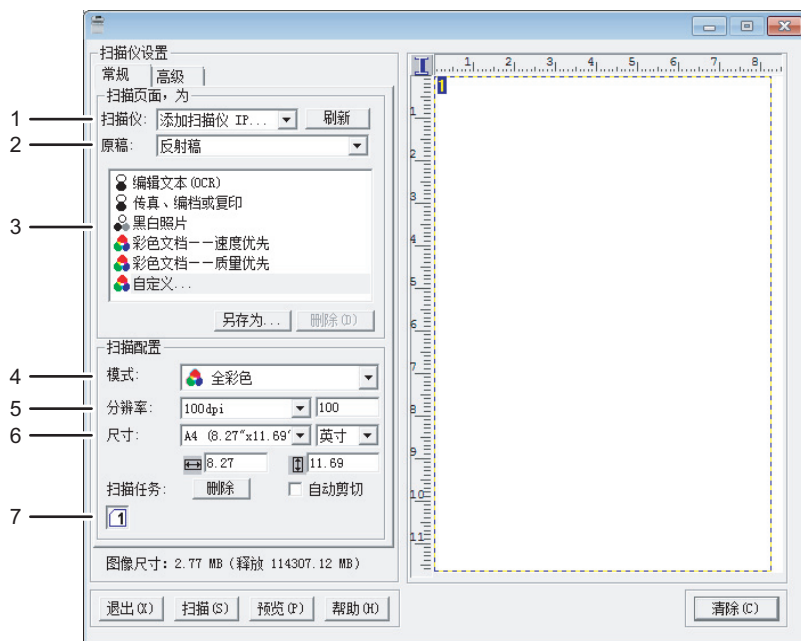 扫描仪设置
常规 高级
扫描页面，为
1 扫描仪: 添加扫描仪 IP... 刷新
2 原稿: 反射稿
3
编辑文本(OCR)
传真、编档或复印
黑白照片
彩色文档——速度优先
彩色文档——质量优先
自定义...
另存为... 删除(D)
扫描配置
4 模式: 全彩色
5 分辨率: 100dpi 100
6 尺寸: A4 (8.27"x11.69" 英寸
8.27 11.69
扫描任务: 删除 自动剪切
7 1
图像尺寸: 2.77 MB (释放 114307.12 MB)
退出(X) 扫描(S) 预览(P) 帮助(H)
1 2 3 4 5 6 7 8
1
1
2
3
4
5
6
7
8
9
10
11
清除(C)